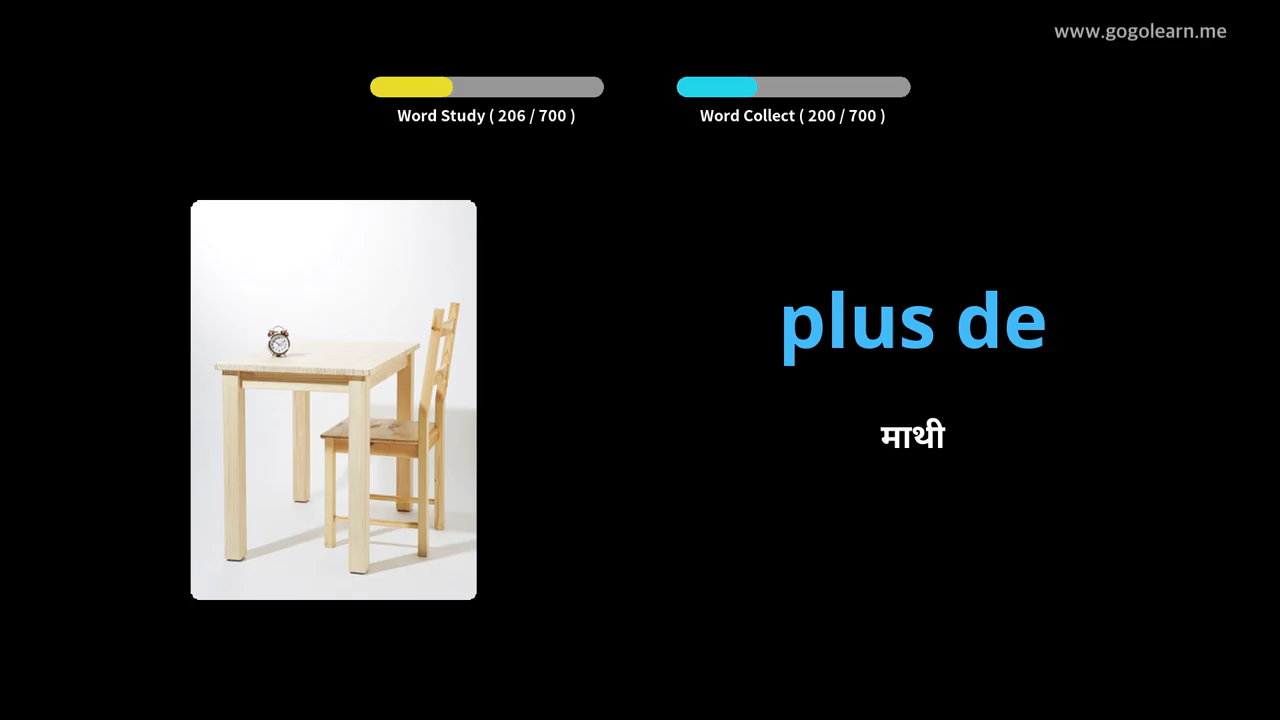 www.gogolearn.me
Word Study ( 206 / 700 )
Word Collect ( 200 / 700 )
plus de
माथी